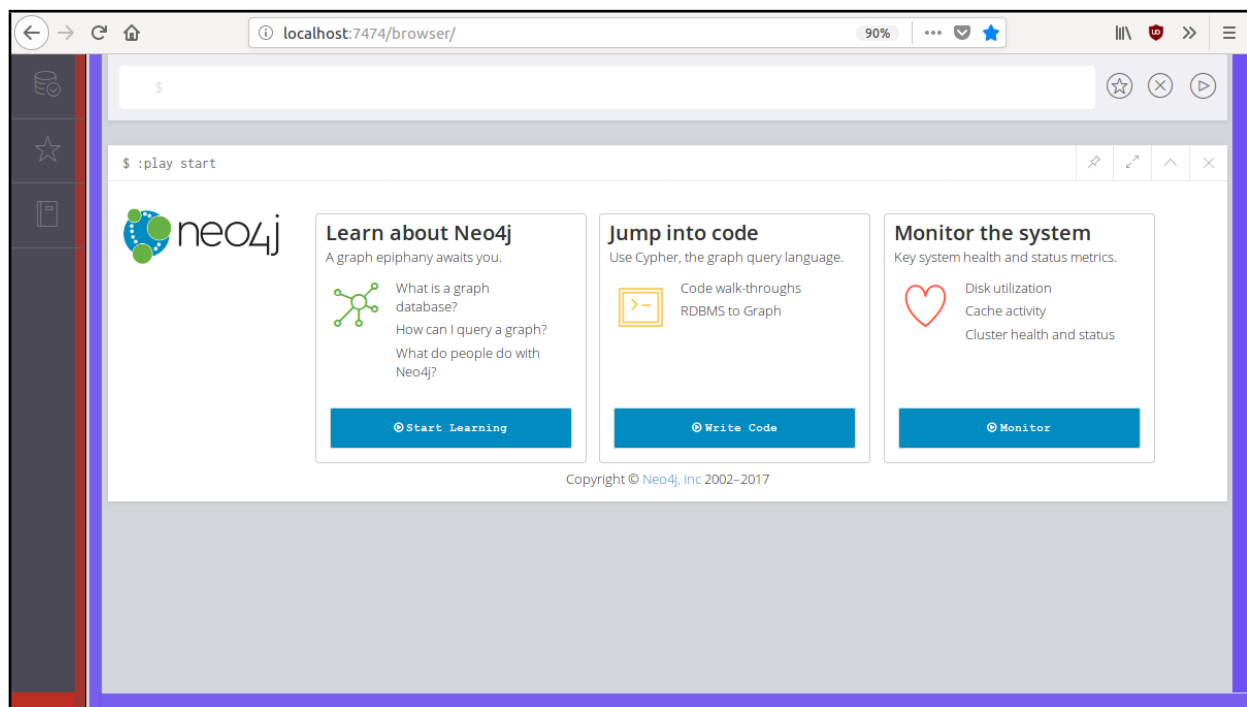 localhost:7474/browser/
90%
$
$ :play start
neo4j
Learn about Neo4j
A graph epiphany awaits you.
What is a graph
database?
How can I query a graph?
What do people do with
Neo4j?
Start Learning
Jump into code
Use Cypher, the graph query language.
Code walk-throughs
RDBMS to Graph
Write Code
Monitor the system
Key system health and status metrics.
Disk utilization
Cache activity
Cluster health and status
Monitor
Copyright © Neo4j, Inc 2002–2017